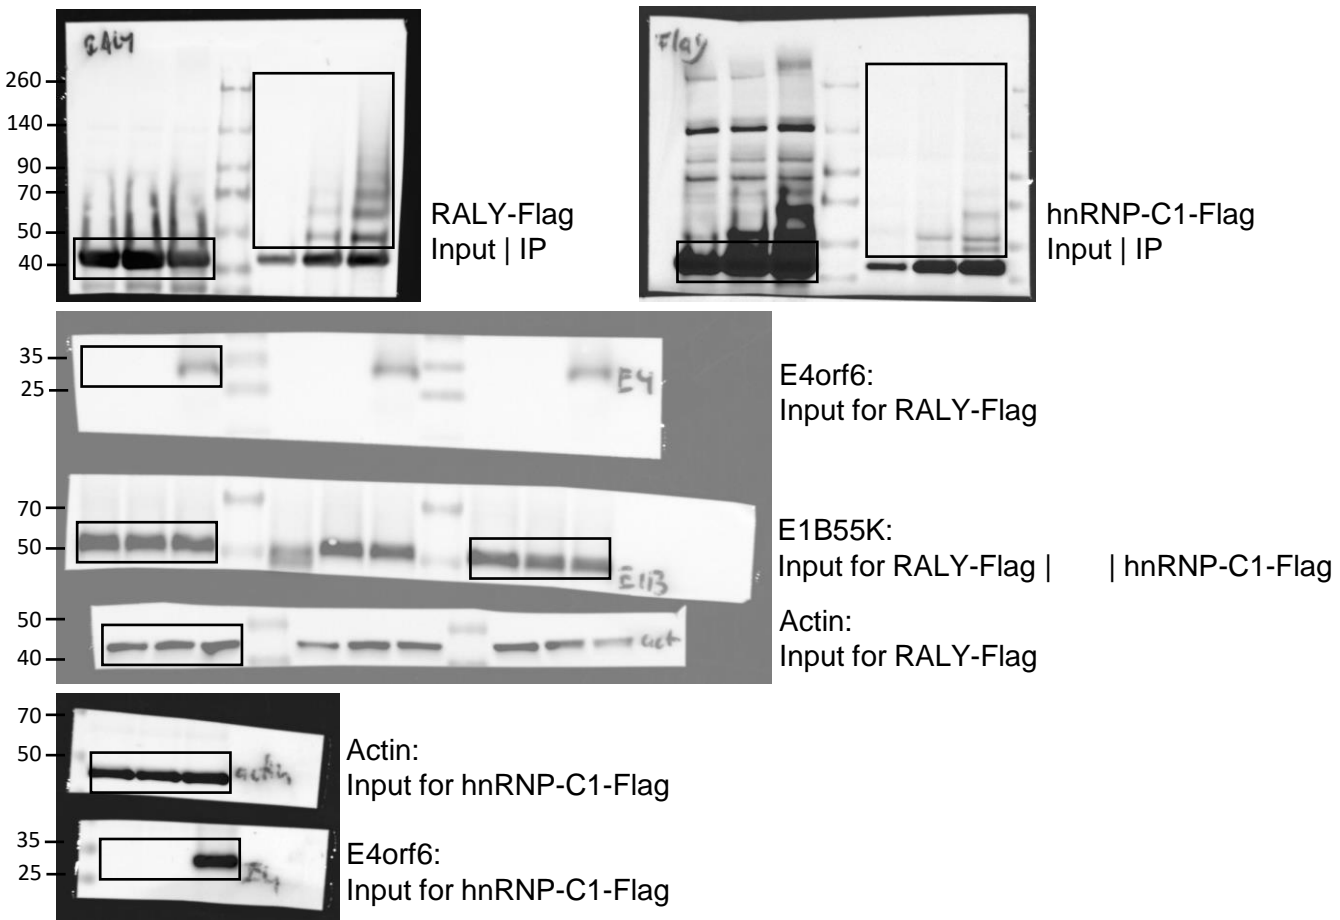 RALY
Flag
260
140
90
70
50
40
RALY-Flag
Input | IP
hnRNP-C1-Flag
Input | IP
35
25
E4
E4orf6:
Input for RALY-Flag
70
50
E1B
E1B55K:
Input for RALY-Flag | | hnRNP-C1-Flag
50
40
act
Actin:
Input for RALY-Flag
70
50
actin
Actin:
Input for hnRNP-C1-Flag
35
25
E4
E4orf6:
Input for hnRNP-C1-Flag